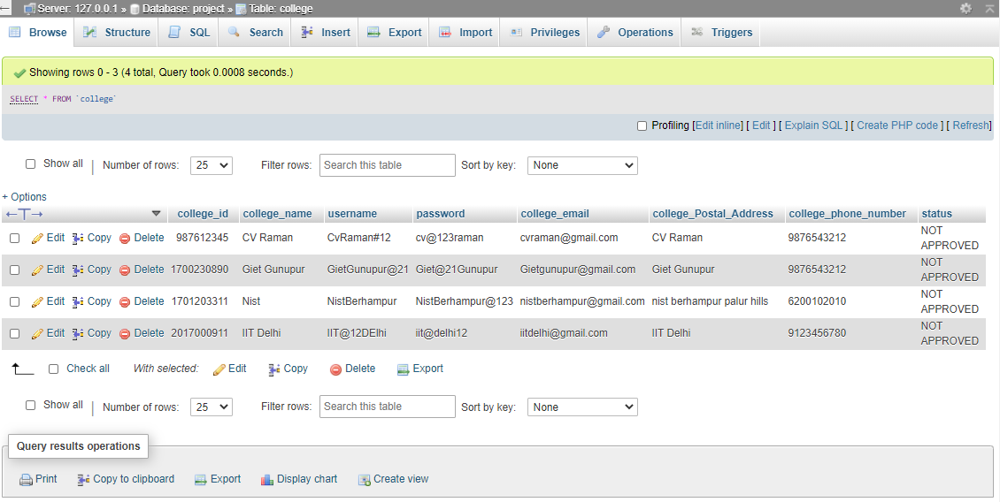 Server: 127.0.0.1 » Database: project » Table: college
Browse Structure SQL Search Insert Export Import Privileges Operations Triggers
Showing rows 0 - 3 (4 total, Query took 0.0008 seconds.)
SELECT * FROM `college`
Profiling [Edit inline] [ Edit ] [ Explain SQL ] [ Create PHP code ] [ Refresh]
Show all | Number of rows: 25 Filter rows: Search this table Sort by key: None
+ Options
←T→ college_id college_name username password college_email college_Postal_Address college_phone_number status
Edit Copy Delete 987612345 CV Raman CvRaman#12 cv@123raman cvraman@gmail.com CV Raman 9876543212 NOT
APPROVED
Edit Copy Delete 1700230890 Giet Gunupur GietGunupur@21 Giet@21Gunupur Gietgunupur@gmail.com Giet Gunupur 9876543212 NOT
APPROVED
Edit Copy Delete 1701203311 Nist NistBerhampur NistBerhampur@123 nistberhampur@gmail.com nist berhampur palur hills 6200102010 NOT
APPROVED
Edit Copy Delete 2017000911 IIT Delhi IIT@12DElhi iit@delhi12 iitdelhi@gmail.com IIT Delhi 9123456780 NOT
APPROVED
Check all With selected: Edit Copy Delete Export
Show all | Number of rows: 25 Filter rows: Search this table Sort by key: None
Query results operations
Print Copy to clipboard Export Display chart Create view